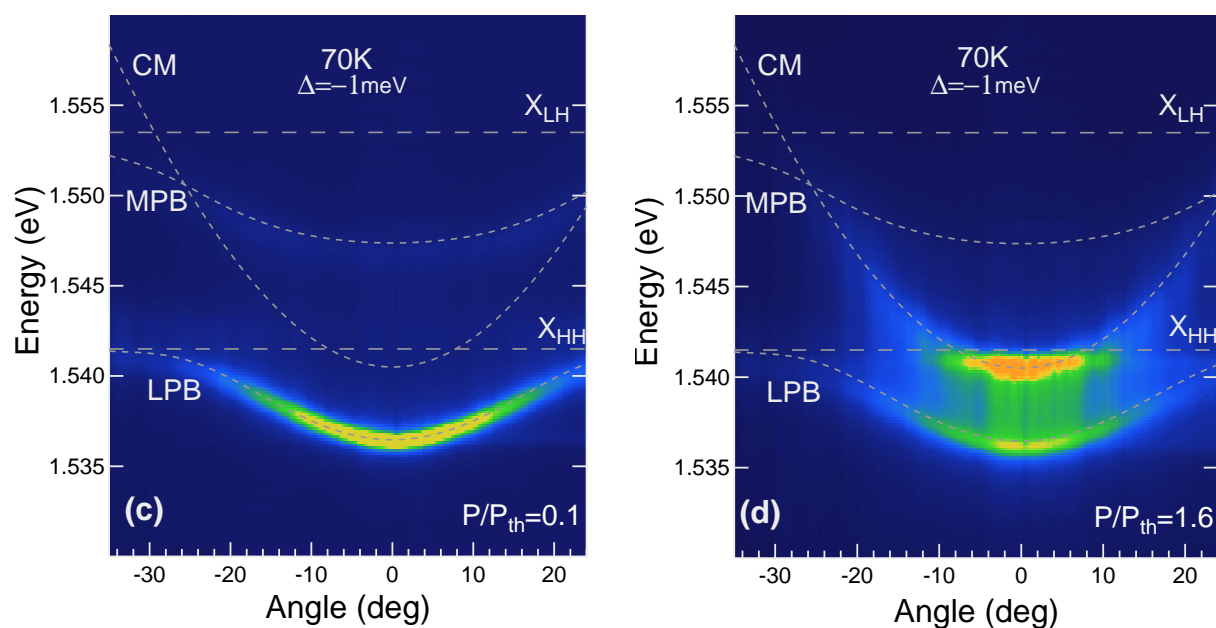 CM
70K
Δ=−1meV
X_LH
MPB
X_HH
LPB
(c)
P/P_th=0.1
1.555
1.550
1.545
1.540
1.535
Energy (eV)
-30
-20
-10
0
10
20
Angle (deg)
CM
70K
Δ=−1meV
X_LH
MPB
X_HH
LPB
(d)
P/P_th=1.6
1.555
1.550
1.545
1.540
1.535
Energy (eV)
-30
-20
-10
0
10
20
Angle (deg)